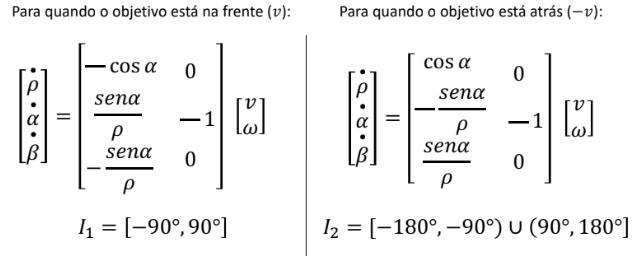 Para quando o objetivo está na frente (𝑣):
[ρ̇ α̇ β̇] = [−cos α 0; senα/ρ −1; −senα/ρ 0] [𝑣 ω]
I₁ = [−90°, 90°]
Para quando o objetivo está atrás (−𝑣):
[ρ̇ α̇ β̇] = [cos α 0; −senα/ρ −1; senα/ρ 0] [𝑣 ω]
I₂ = [−180°, −90°) ∪ (90°, 180°]